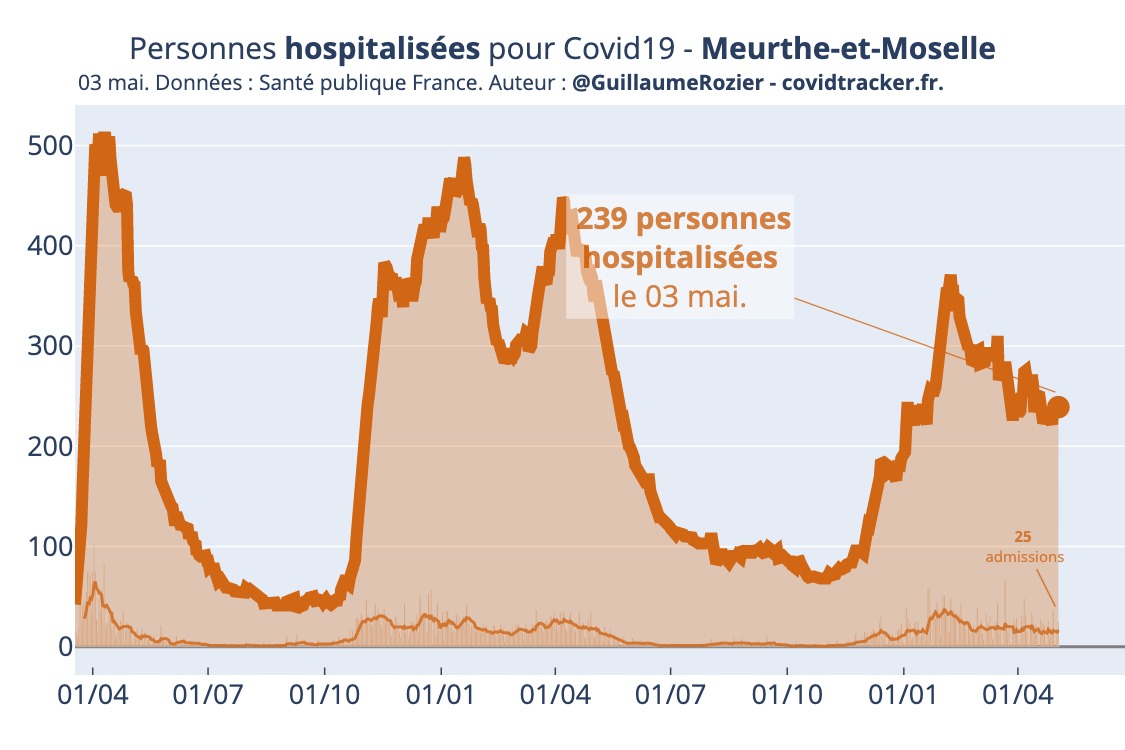 Personnes hospitalisées pour Covid19 - Meurthe-et-Moselle
03 mai. Données : Santé publique France. Auteur : @GuillaumeRozier - covidtracker.fr.
500
400
300
200
100
0
239 personnes
hospitalisées
le 03 mai.
25
admissions
01/04 01/07 01/10 01/01 01/04 01/07 01/10 01/01 01/04